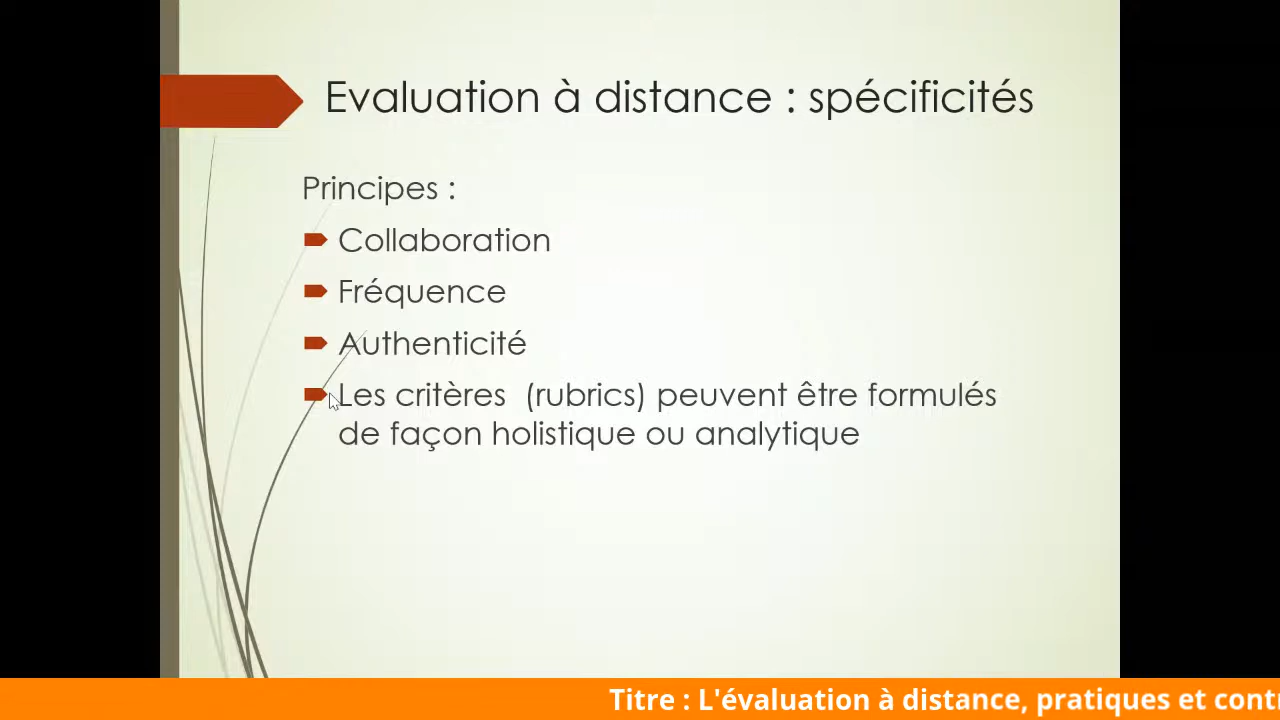 Evaluation à distance : spécificités
Principes :
Collaboration
Fréquence
Authenticité
Les critères (rubrics) peuvent être formulés
de façon holistique ou analytique
Titre : L'évaluation à distance, pratiques et